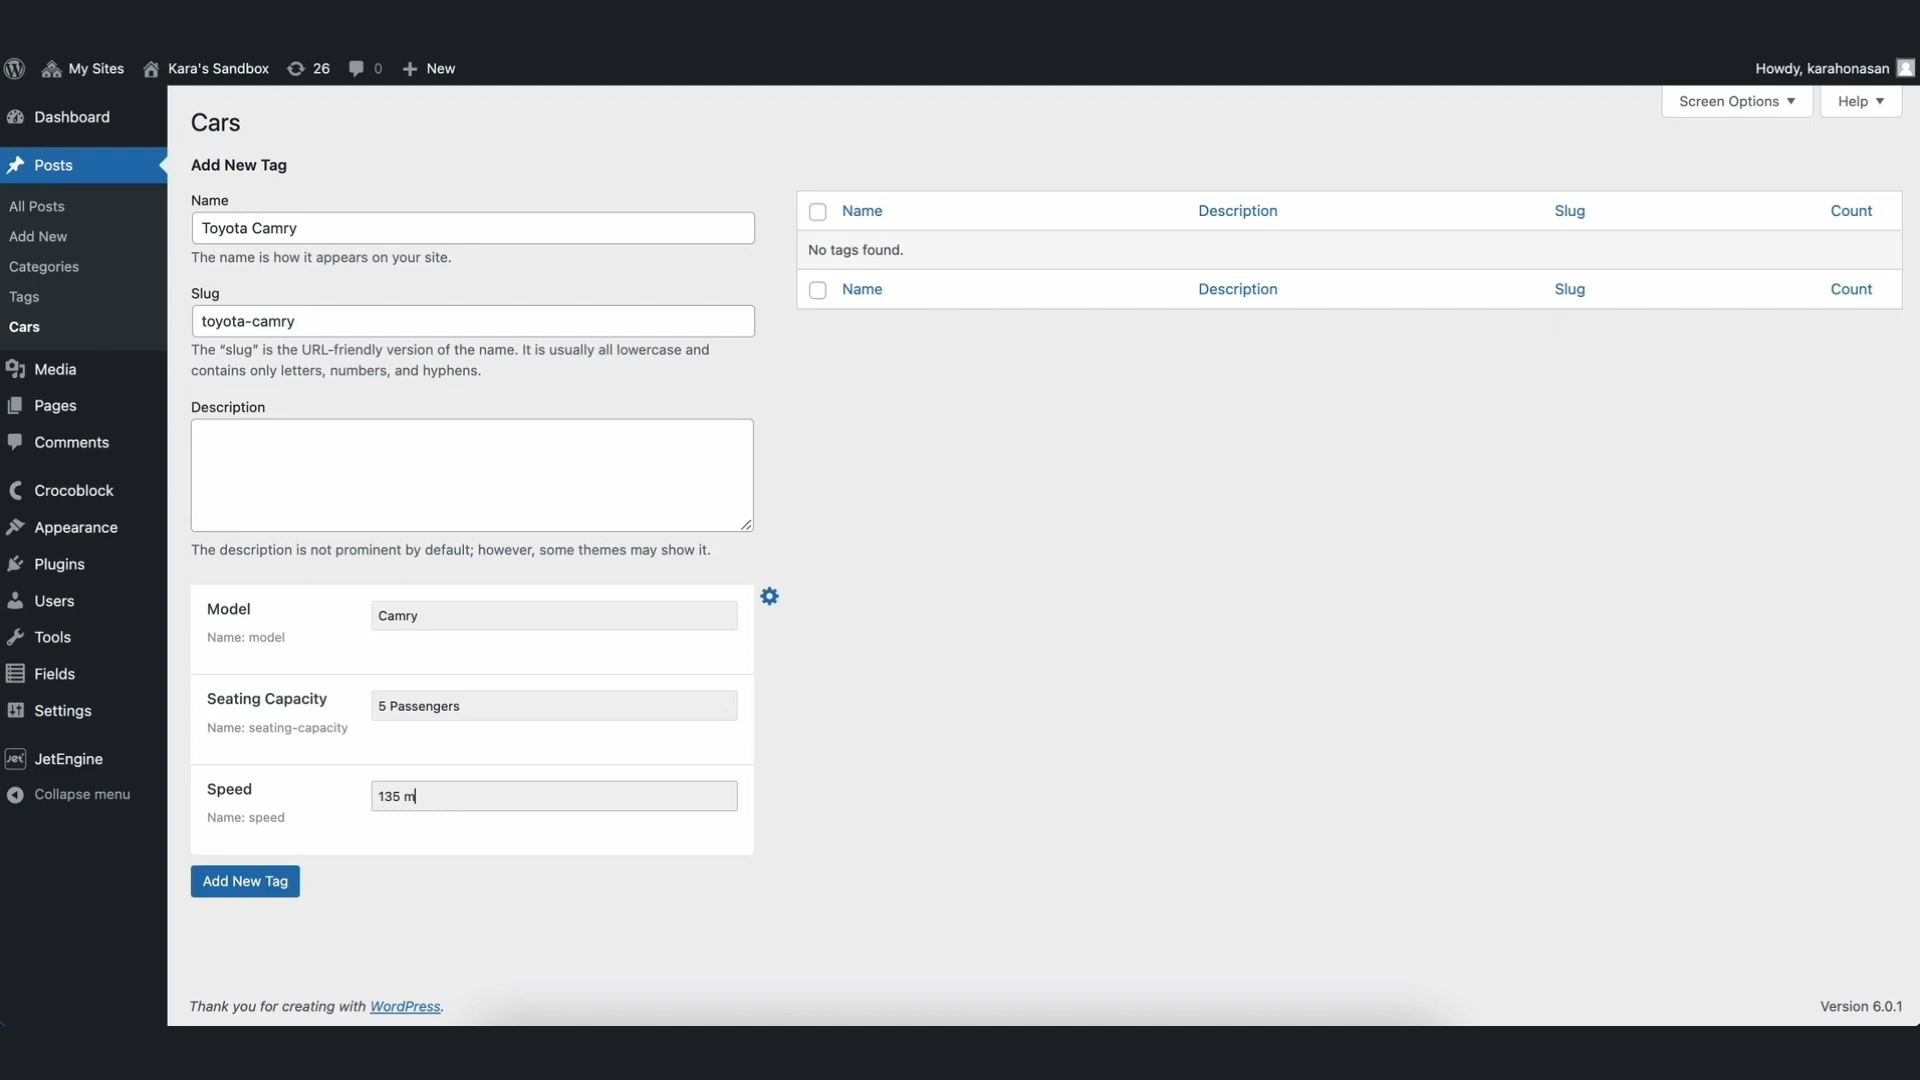 My Sites
Kara's Sandbox
26
0
New
Howdy, karahonasan
Screen Options
Help
Dashboard
Posts
All Posts
Add New
Categories
Tags
Cars
Media
Pages
Comments
Crocoblock
Appearance
Plugins
Users
Tools
Fields
Settings
Jet
JetEngine
Collapse menu
Cars
Add New Tag
Name
Toyota Camry
The name is how it appears on your site.
Slug
toyota-camry
The “slug” is the URL-friendly version of the name. It is usually all lowercase and
contains only letters, numbers, and hyphens.
Description
The description is not prominent by default; however, some themes may show it.
Model
Name: model
Camry
Seating Capacity
Name: seating-capacity
5 Passengers
Speed
Name: speed
135 m
Add New Tag
Name Description Slug Count
No tags found.
Name Description Slug Count
Thank you for creating with WordPress.
Version 6.0.1